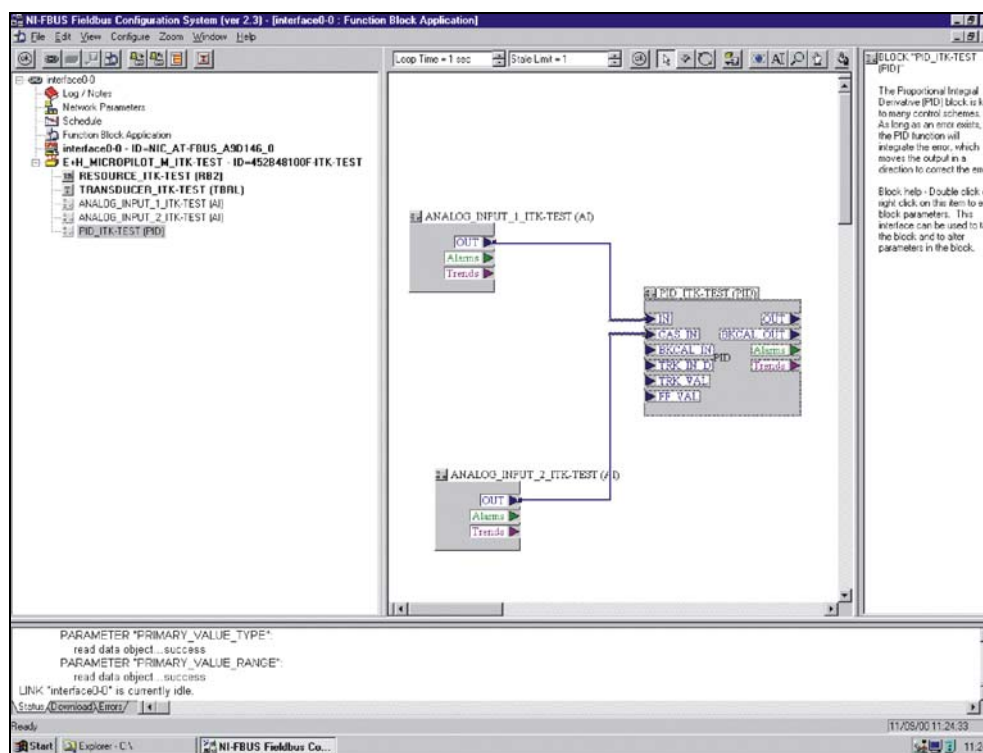 NI-FBUS Fieldbus Configuration System (ver 2.3) - [interface0-0 : Function Block Application]
File Edit View Configure Zoom Window Help
Loop Time = 1 sec Stale Limit = 1
interface0-0
Log / Notes
Network Parameters
Schedule
Function Block Application
interface0-0 - ID=NIC_AT-FBUS_A9D146_0
E+H_MICROPILOT_M_ITK-TEST - ID=452B48100F-ITK-TEST
RESOURCE_ITK-TEST (RB2)
TRANSDUCER_ITK-TEST (TBRL)
ANALOG_INPUT_1_ITK-TEST (AI)
ANALOG_INPUT_2_ITK-TEST (AI)
PID_ITK-TEST (PID)
ANALOG_INPUT_1_ITK-TEST (AI)
OUT
Alarms
Trends
PID_ITK-TEST (PID)
IN OUT
CAS_IN BKCAL_OUT
BKCAL_IN Alarms
PID
TRK_IN_D Trends
TRK_VAL
FF_VAL
ANALOG_INPUT_2_ITK-TEST (AI)
OUT
Alarms
Trends
BLOCK "PID_ITK-TEST
(PID)"
The Proportional Integral
Derivative (PID) block is k
to many control schemes.
As long as an error exists,
the PID function will
integrate the error, which
moves the output in a
direction to correct the err
Block help - Double click
right click on this item to e
block parameters. This
interface can be used to t
the block and to alter
parameters in the block.
PARAMETER "PRIMARY_VALUE_TYPE":
read data object...success
PARAMETER "PRIMARY_VALUE_RANGE":
read data object...success
LINK "interface0-0" is currently idle.
Status Download Errors
Ready
11/09/00 11:24:33
Start Explorer - C:\ NI-FBUS Fieldbus Co... 11:2